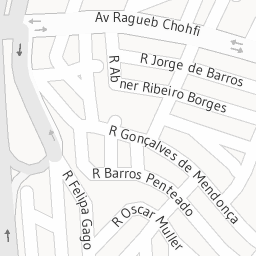 Av Ragueb Chohfi
R Jorge de Barros
R Abner Ribeiro Borges
R Gonçalves de Mendonça
R Barros Penteado
R Felipa Gago
R Oscar Muller